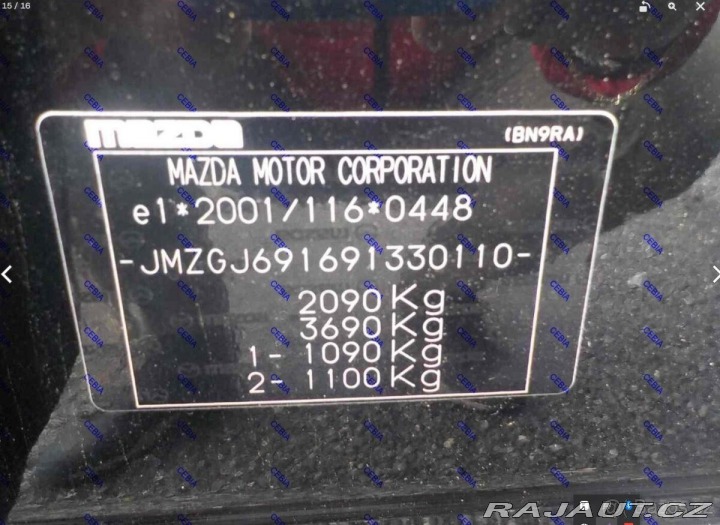 15 / 16
mazda
(BN9RA)
MAZDA MOTOR CORPORATION
e1*2001/116*0448
-JMZGJ691691330110-
2090 Kg
3690 Kg
1- 1090 Kg
2- 1100 Kg
CEBIA
RAJAUT.CZ